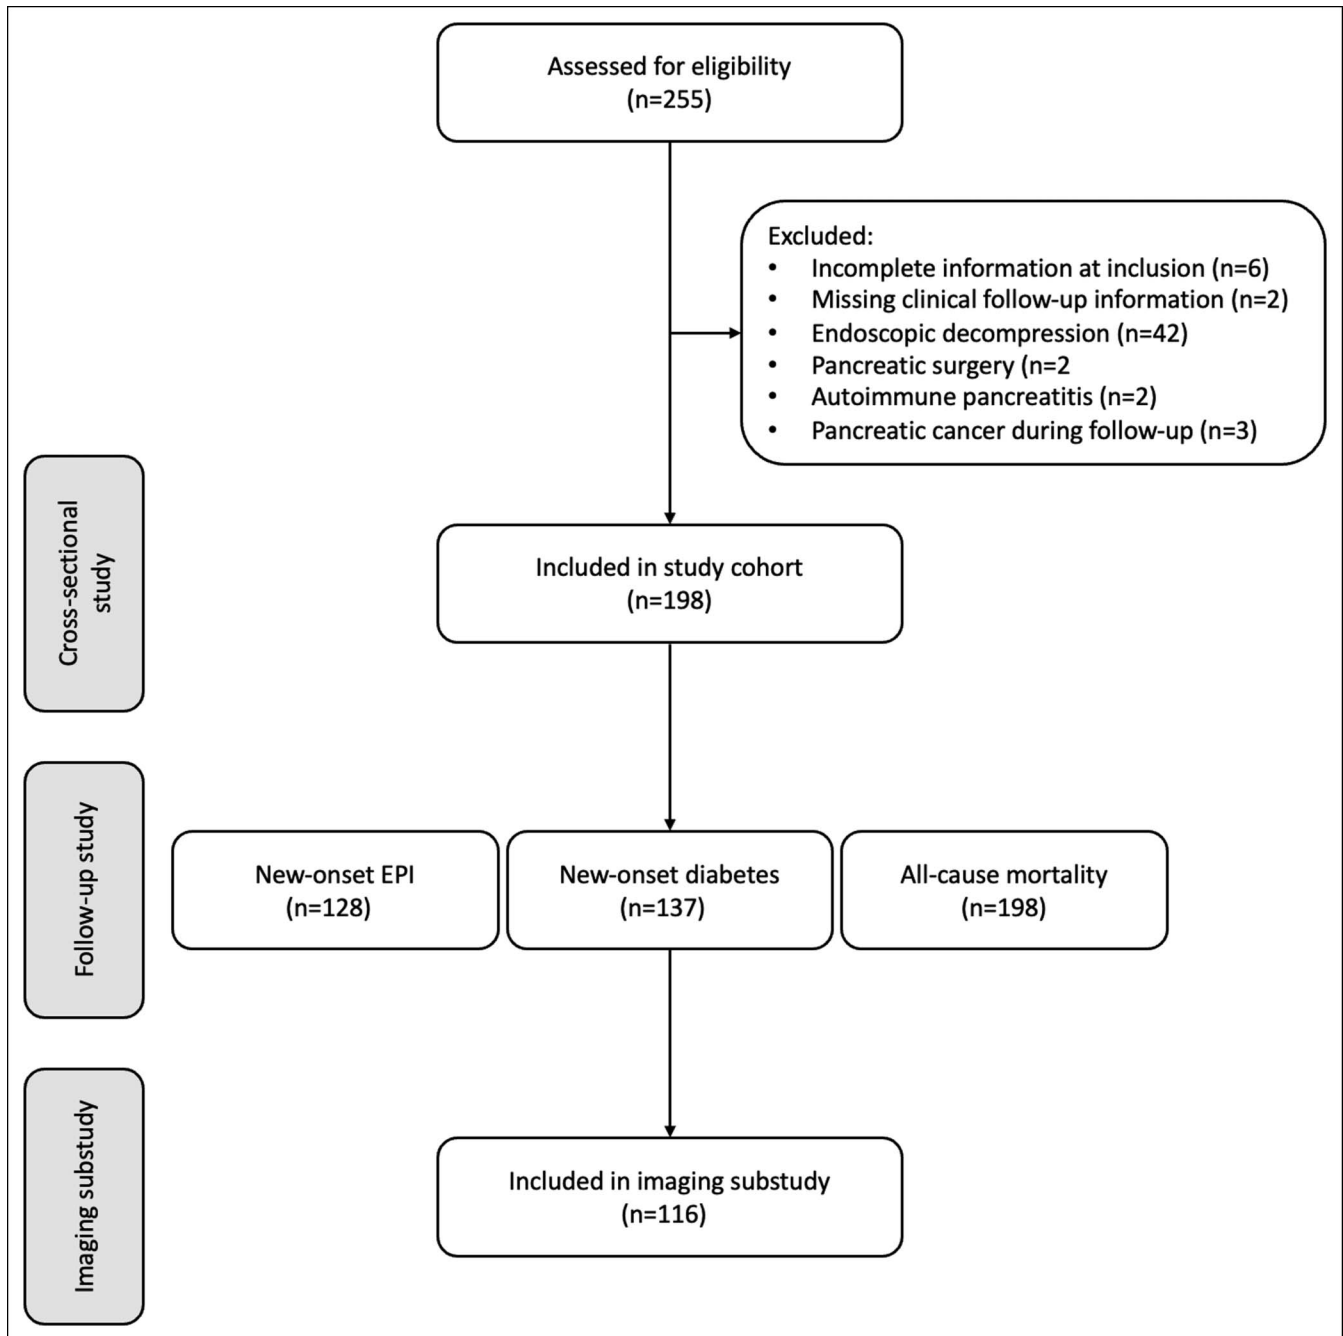 Assessed for eligibility
(n=255)
Excluded:
• Incomplete information at inclusion (n=6)
• Missing clinical follow-up information (n=2)
• Endoscopic decompression (n=42)
• Pancreatic surgery (n=2
• Autoimmune pancreatitis (n=2)
• Pancreatic cancer during follow-up (n=3)
Cross-sectional
study
Included in study cohort
(n=198)
Follow-up study
New-onset EPI
(n=128)
New-onset diabetes
(n=137)
All-cause mortality
(n=198)
Imaging substudy
Included in imaging substudy
(n=116)